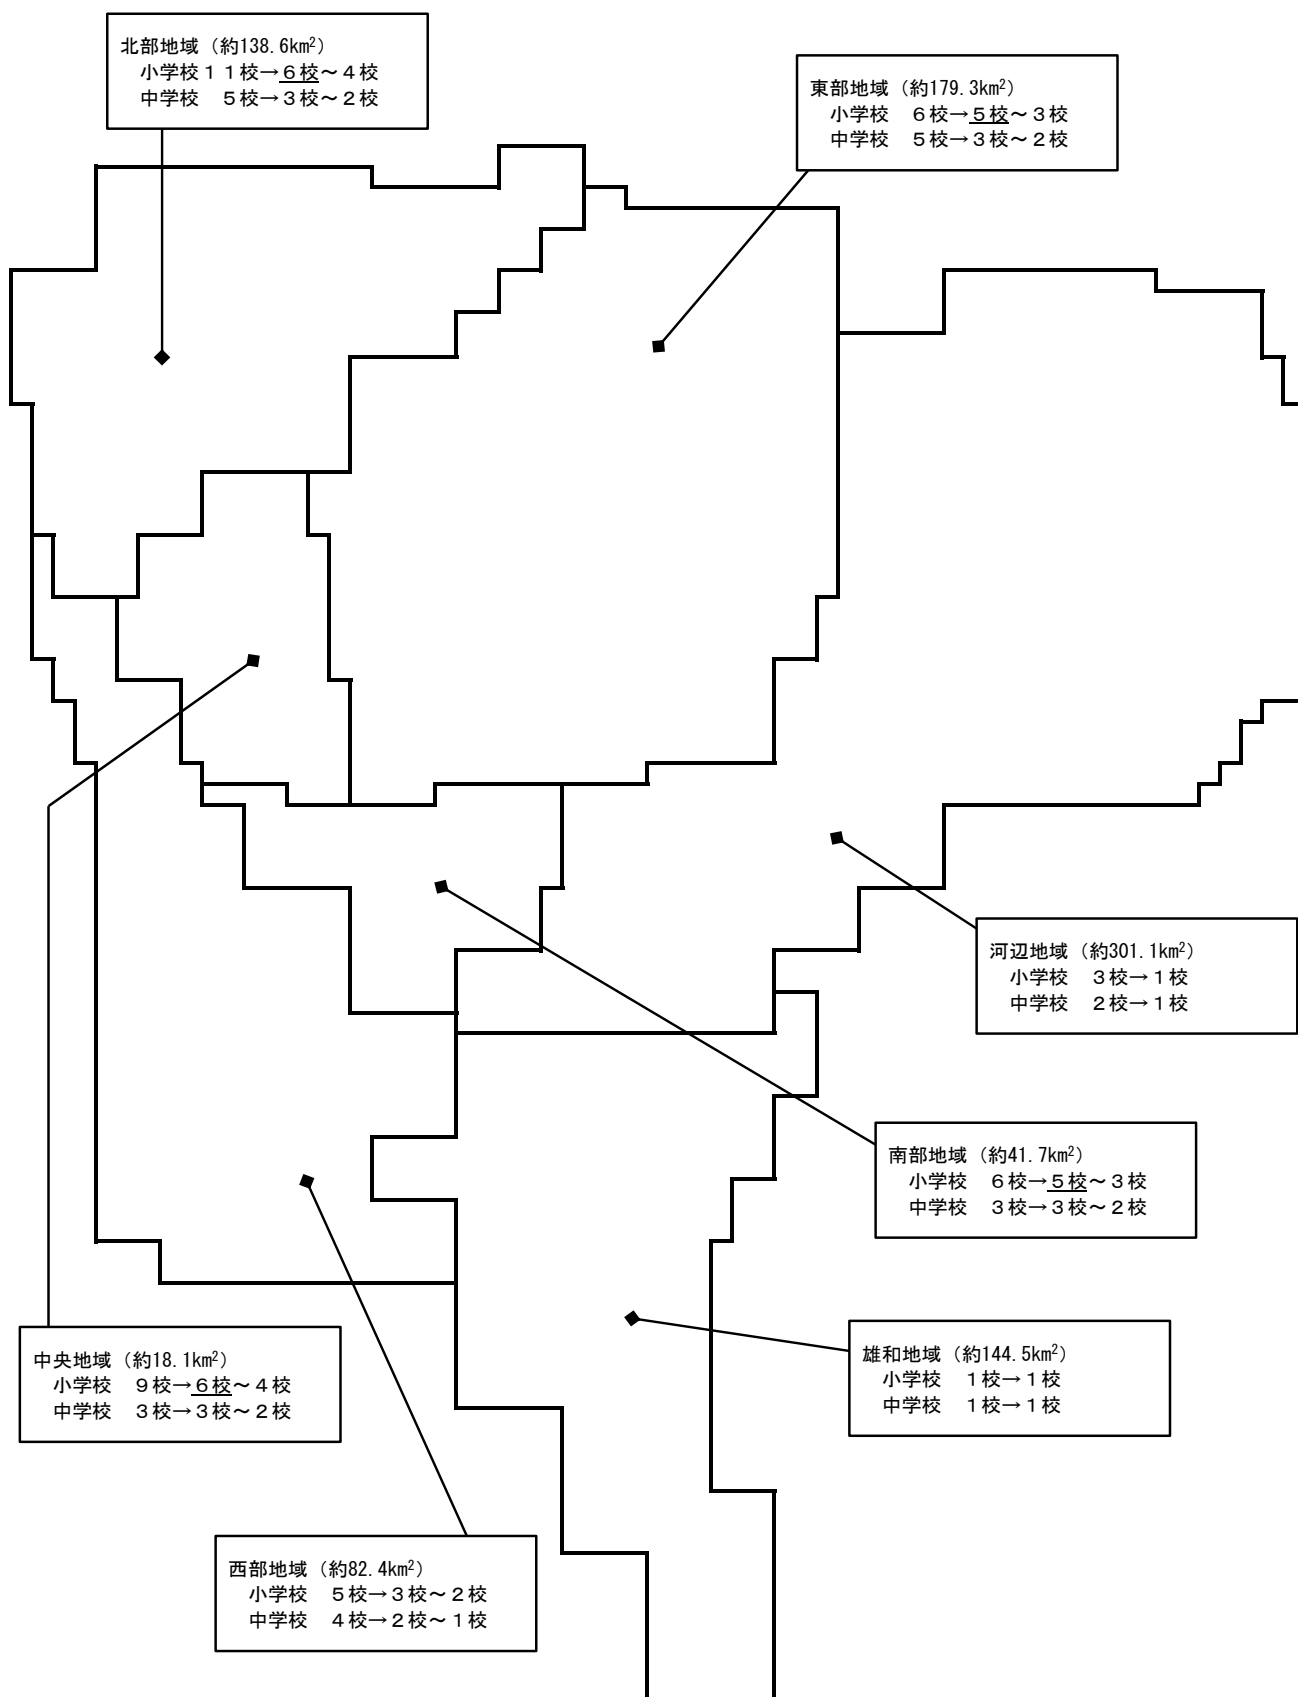 北部地域（約138.6km²）
小学校１１校→６校～４校
中学校　５校→３校～２校
東部地域（約179.3km²）
小学校　６校→５校～３校
中学校　５校→３校～２校
河辺地域（約301.1km²）
小学校　３校→１校
中学校　２校→１校
南部地域（約41.7km²）
小学校　６校→５校～３校
中学校　３校→３校～２校
中央地域（約18.1km²）
小学校　９校→６校～４校
中学校　３校→３校～２校
雄和地域（約144.5km²）
小学校　１校→１校
中学校　１校→１校
西部地域（約82.4km²）
小学校　５校→３校～２校
中学校　４校→２校～１校